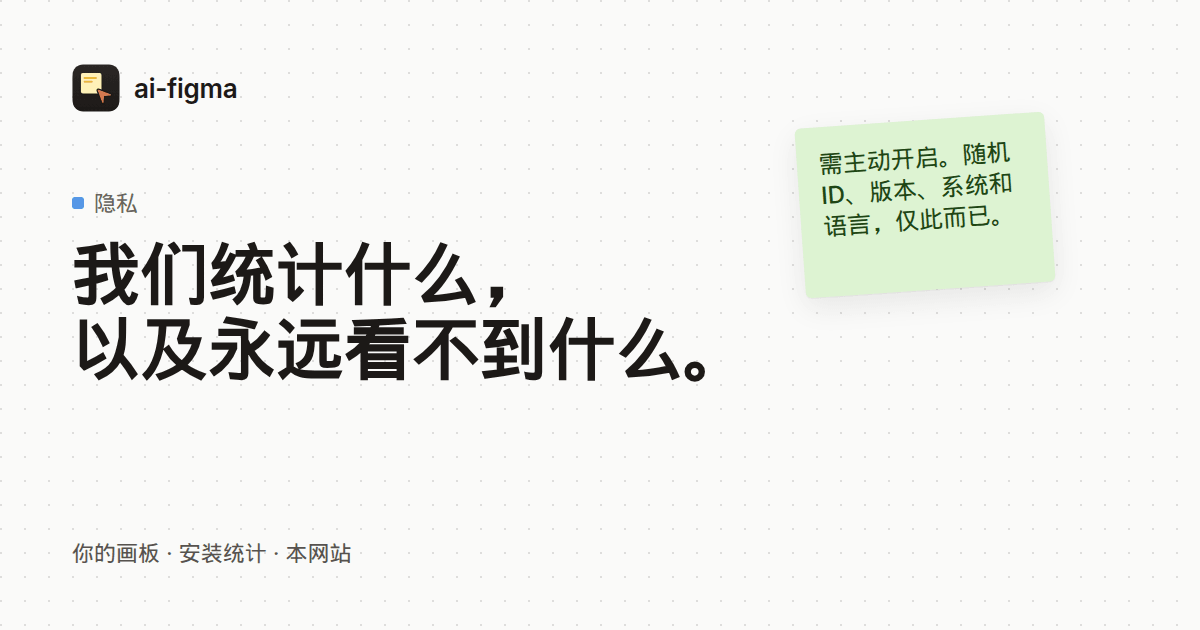 ai-figma
隐私
我们统计什么，
以及永远看不到什么。
需主动开启。随机
ID、版本、系统和
语言，仅此而已。
你的画板 · 安装统计 · 本网站